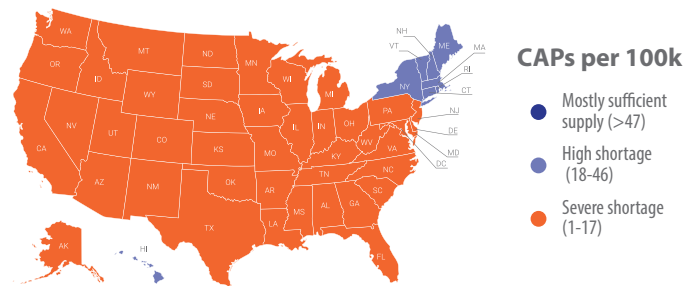 NH
ME
WA
VT
MA
MT
ND
MN
OR
RI
ID
WI
SD
NY
CT
WY
MI
IA
PA
NJ
NE
NV
OH
IL
IN
DE
UT
CO
WV
MD
CA
KS
MO
VA
KY
DC
NC
TN
AZ
OK
NM
AR
SC
MS
AL
GA
TX
LA
HI
AK
FL
CAPs per 100k
Mostly sufficient
supply (>47)
High shortage
(18-46)
Severe shortage
(1-17)